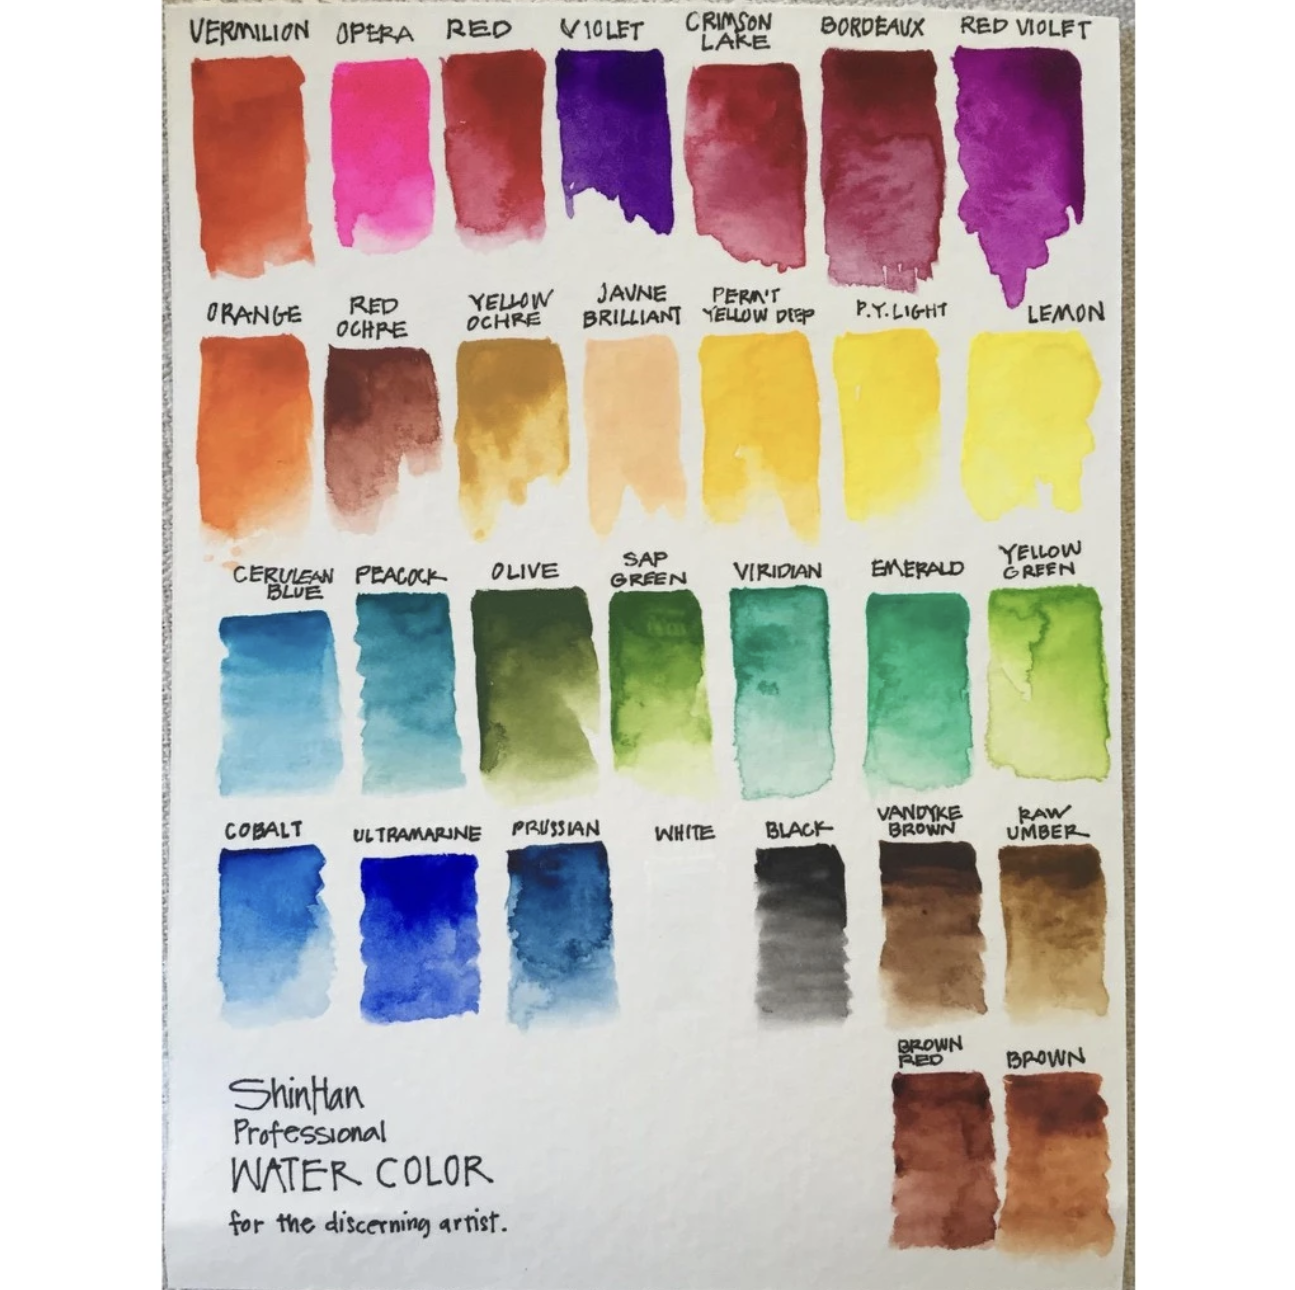 VERMILION OPERA RED VIOLET CRIMSON LAKE BORDEAUX RED VIOLET
ORANGE RED OCHRE YELLOW OCHRE JAUNE BRILLIANT PERM'T YELLOW DEEP P.Y. LIGHT LEMON
CERULEAN BLUE PEACOCK OLIVE SAP GREEN VIRIDIAN EMERALD YELLOW GREEN
COBALT ULTRAMARINE PRUSSIAN WHITE BLACK VANDYKE BROWN RAW UMBER
BROWN RED BROWN
ShinHan
Professional
WATER COLOR
for the discerning artist.